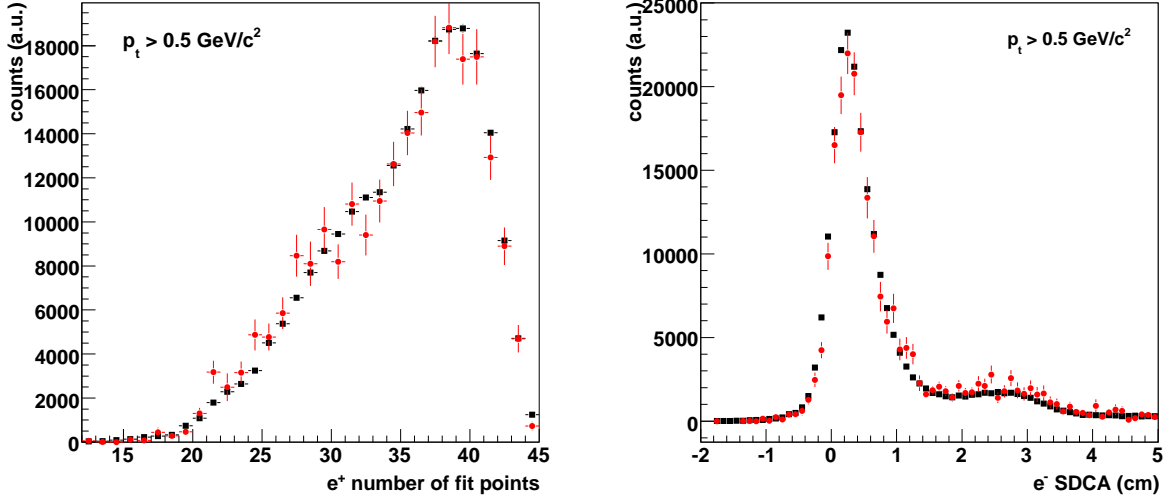 counts (a.u.)
p_t > 0.5 GeV/c²
18000
16000
14000
12000
10000
8000
6000
4000
2000
0
15 20 25 30 35 40 45
e⁺ number of fit points
counts (a.u.)
p_t > 0.5 GeV/c²
25000
20000
15000
10000
5000
0
-2 -1 0 1 2 3 4 5
e⁻ SDCA (cm)